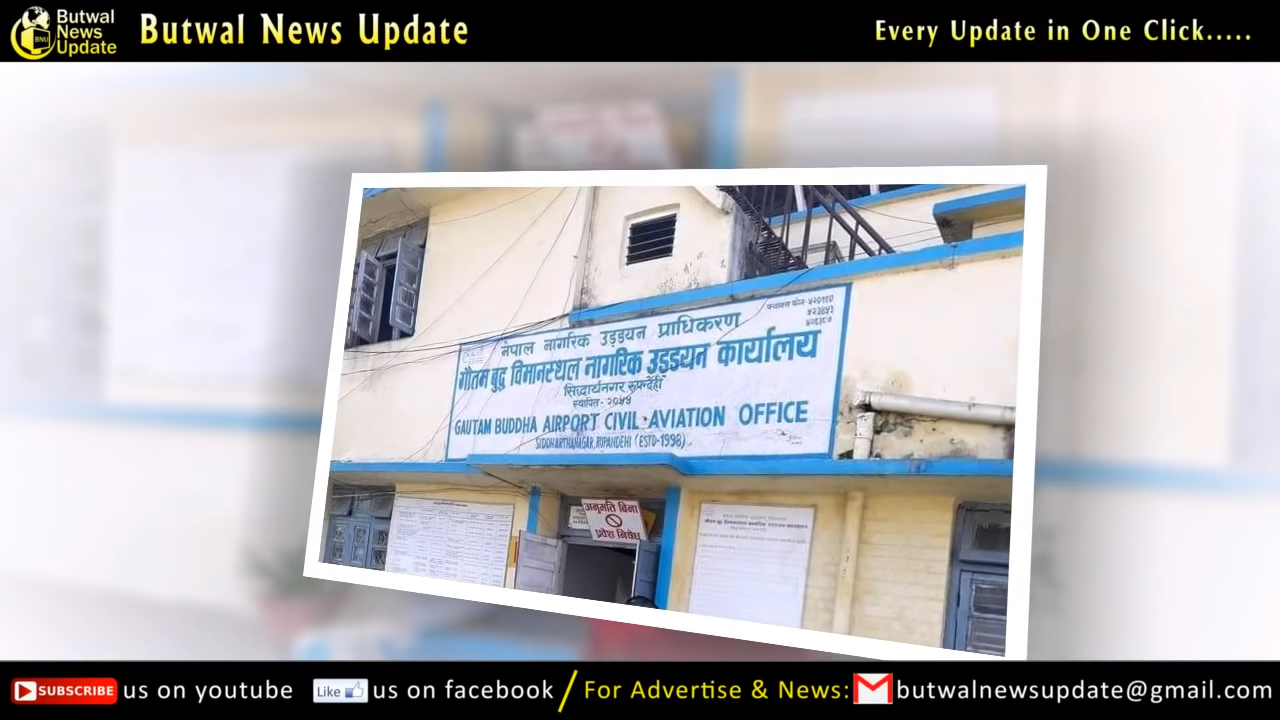 Butwal
News
Update
BNU
Butwal News Update
Every Update in One Click.....
नेपाल नागरिक उड्डयन प्राधिकरण
गौतम बुद्ध विमानस्थल नागरिक उड्डयन कार्यालय
सिद्धार्थनगर रूपन्देही
स्थापित - २०५५
GAUTAM BUDDHA AIRPORT CIVIL AVIATION OFFICE
SIDDHARTHANAGAR, RUPANDEHI (ESTD-1998)
अनुमति बिना
प्रवेश निषेध
SUBSCRIBE us on youtube
Like us on facebook
For Advertise & News:
butwalnewsupdate@gmail.com